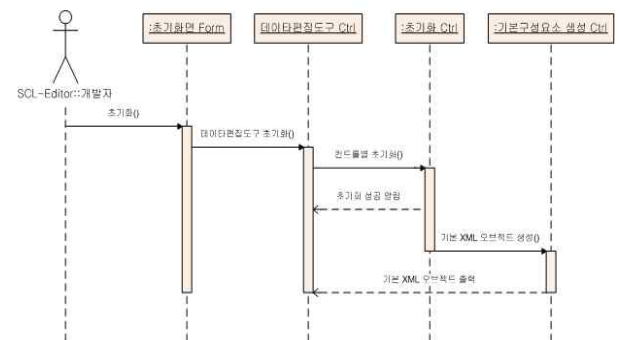 :초기화면 Form
데이타편집도구 Ctrl
:초기화 Ctrl
:기본구성요소 생성 Ctrl
SCL-Editor::개발자
초기화()
데이타편집도구 초기화()
컨트롤별 초기화()
초기화 성공 알림
기본 XML 오브젝트 생성()
기본 XML 오브젝트 출력